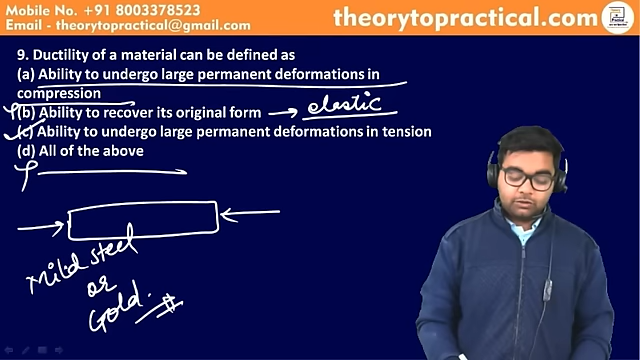 Mobile No. +91 8003378523
Email - theorytopractical@gmail.com
theorytopractical.com
9. Ductility of a material can be defined as
(a) Ability to undergo large permanent deformations in
compression
(b) Ability to recover its original form → elastic
(c) Ability to undergo large permanent deformations in tension
(d) All of the above
Mild steel
or
Gold.